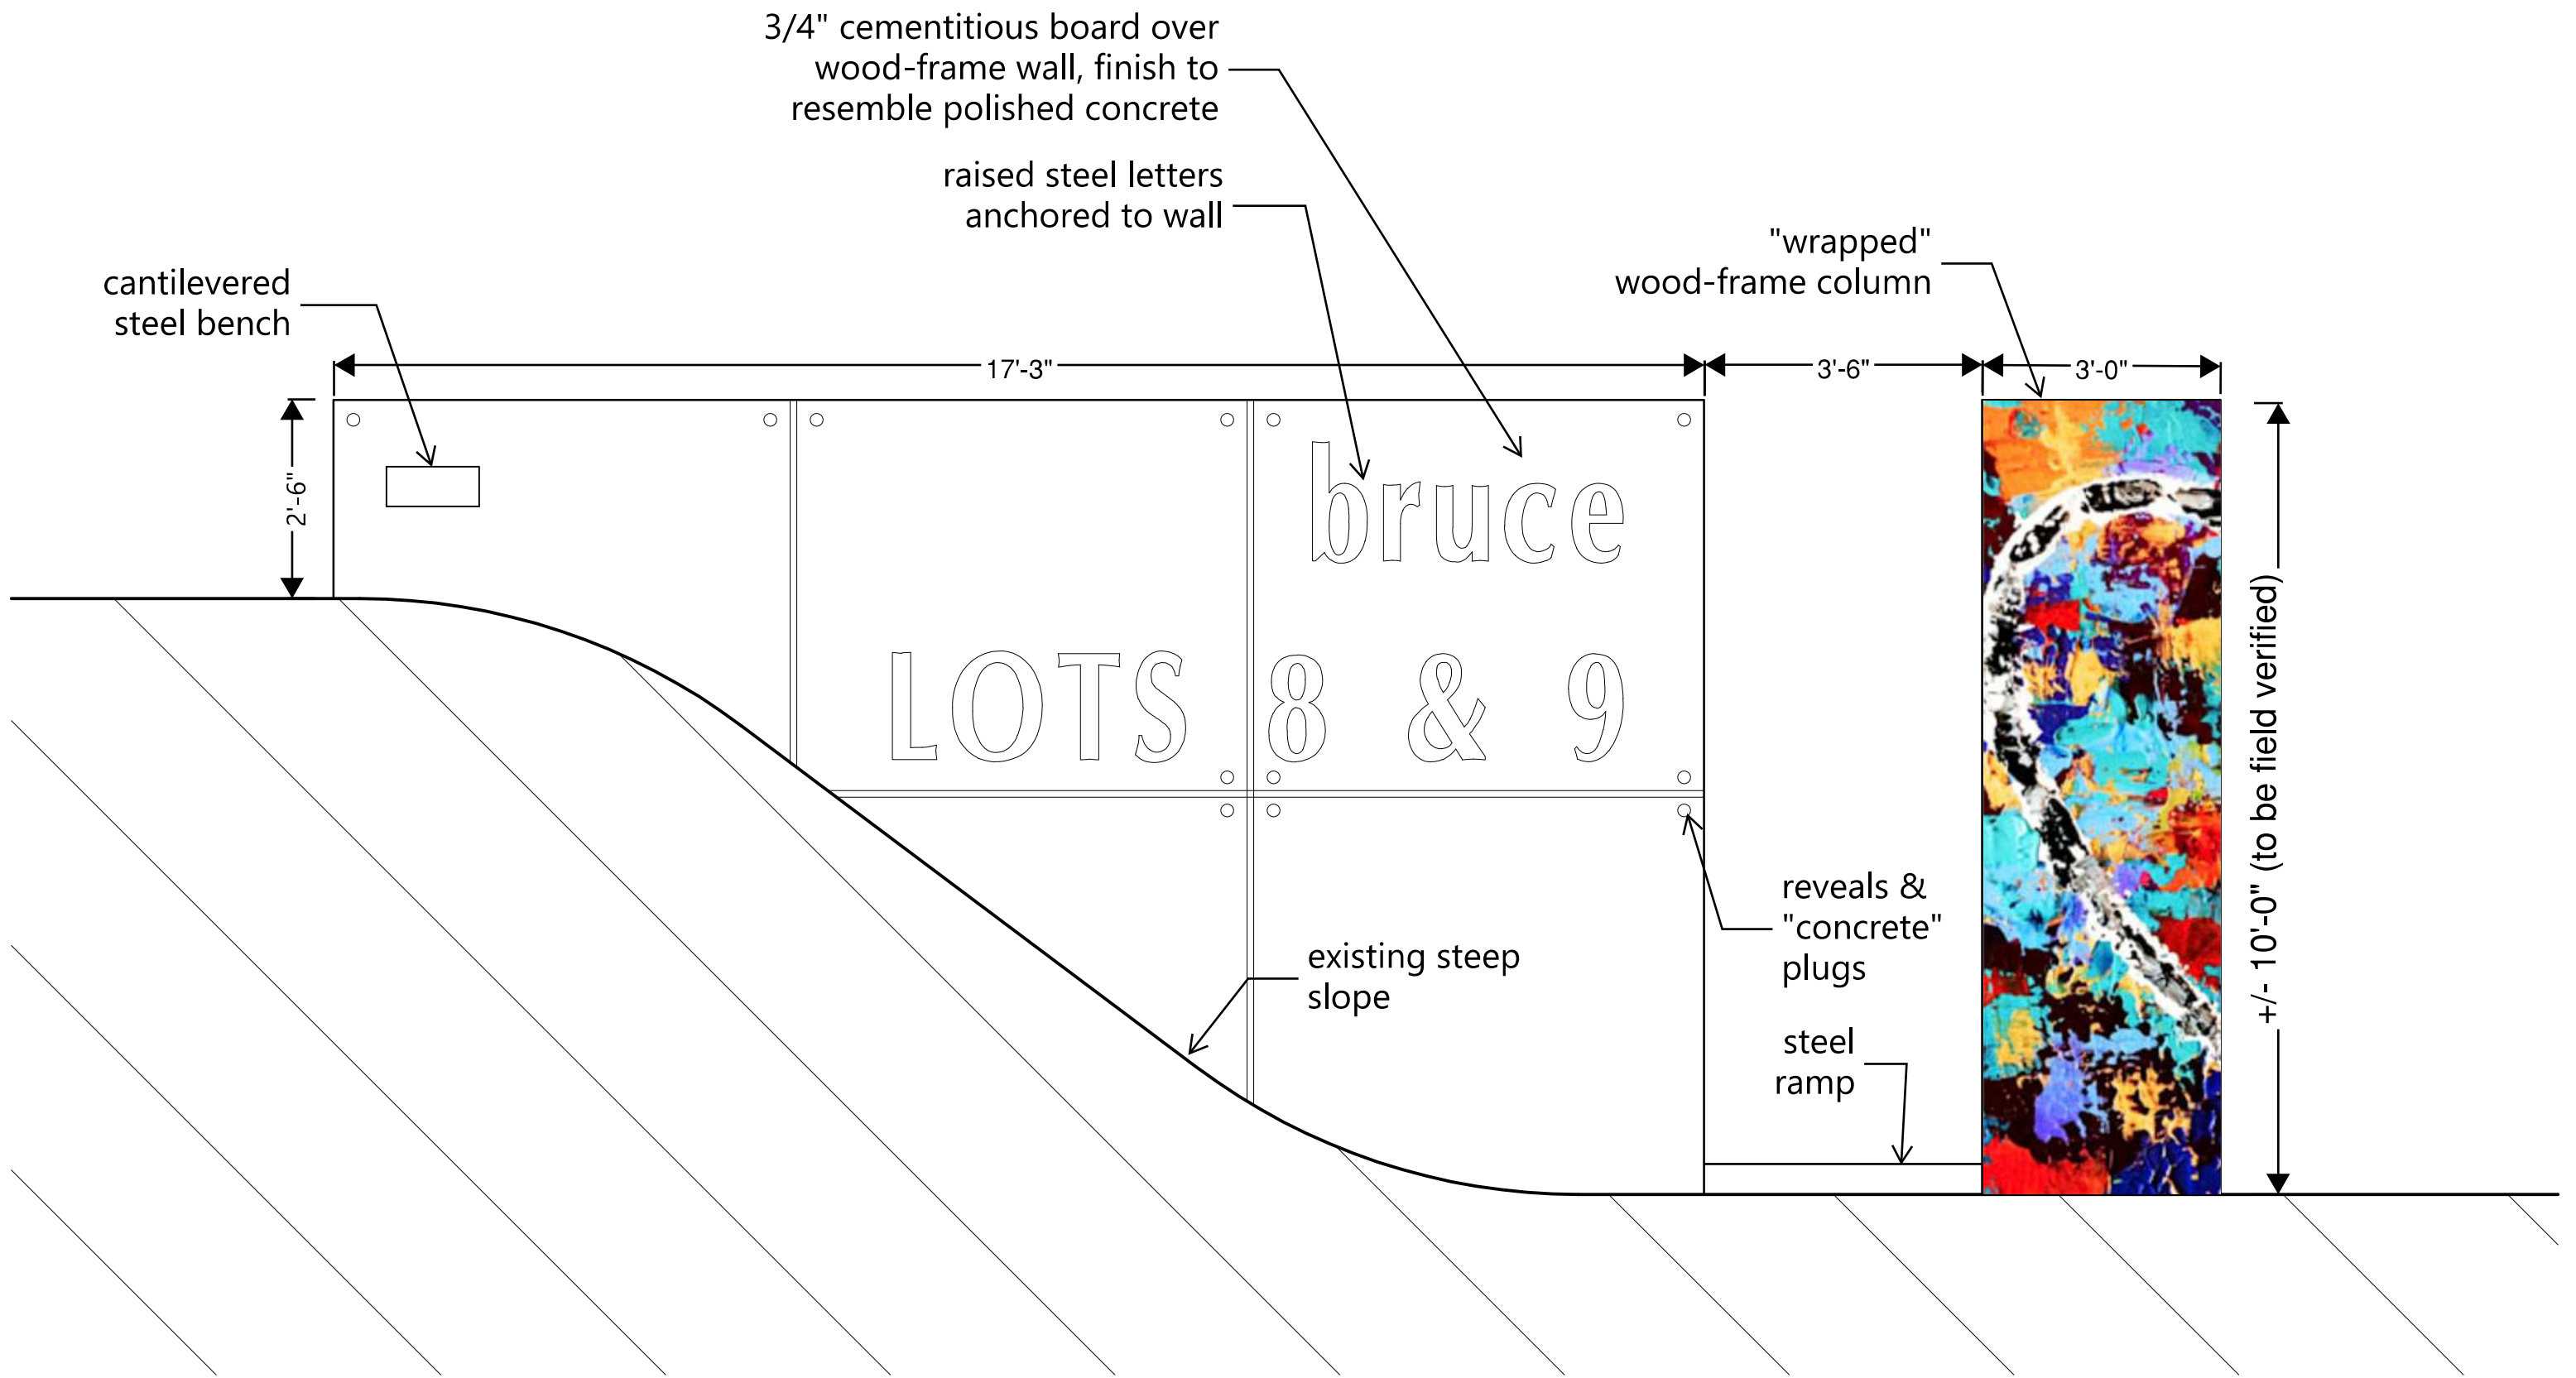 3/4" cementitious board over
wood-frame wall, finish to
resemble polished concrete
raised steel letters
anchored to wall
"wrapped"
wood-frame column
cantilevered
steel bench
17'-3"
3'-6"
3'-0"
2'-6"
bruce
LOTS 8 & 9
+/- 10'-0" (to be field verified)
reveals &
"concrete"
plugs
existing steep
slope
steel
ramp